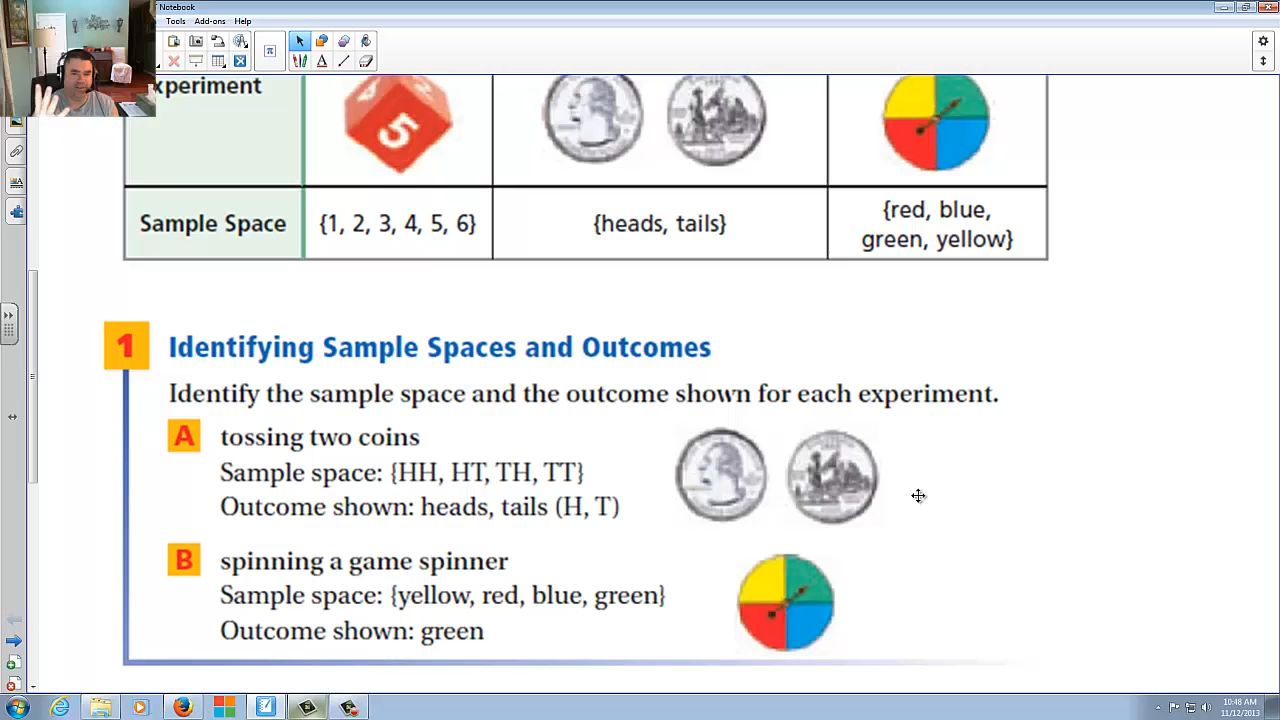 Notebook
Tools Add-ons Help
xperiment
5
Sample Space {1, 2, 3, 4, 5, 6} {heads, tails} {red, blue,
green, yellow}
1 Identifying Sample Spaces and Outcomes
Identify the sample space and the outcome shown for each experiment.
A tossing two coins
Sample space: {HH, HT, TH, TT}
Outcome shown: heads, tails (H, T)
B spinning a game spinner
Sample space: {yellow, red, blue, green}
Outcome shown: green
10:48 AM
11/12/2013